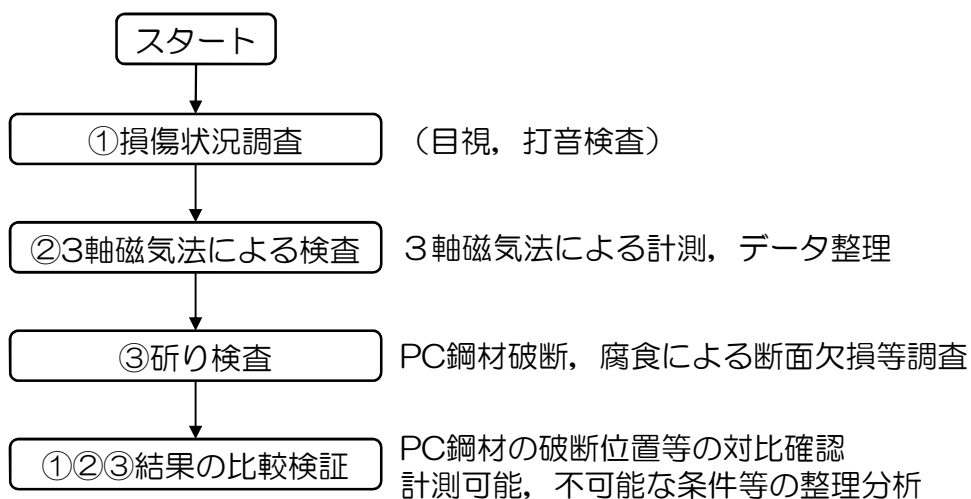 スタート
①損傷状況調査
(目視，打音検査)
②3軸磁気法による検査
３軸磁気法による計測，データ整理
③斫り検査
PC鋼材破断，腐食による断面欠損等調査
①②③結果の比較検証
PC鋼材の破断位置等の対比確認
計測可能，不可能な条件等の整理分析